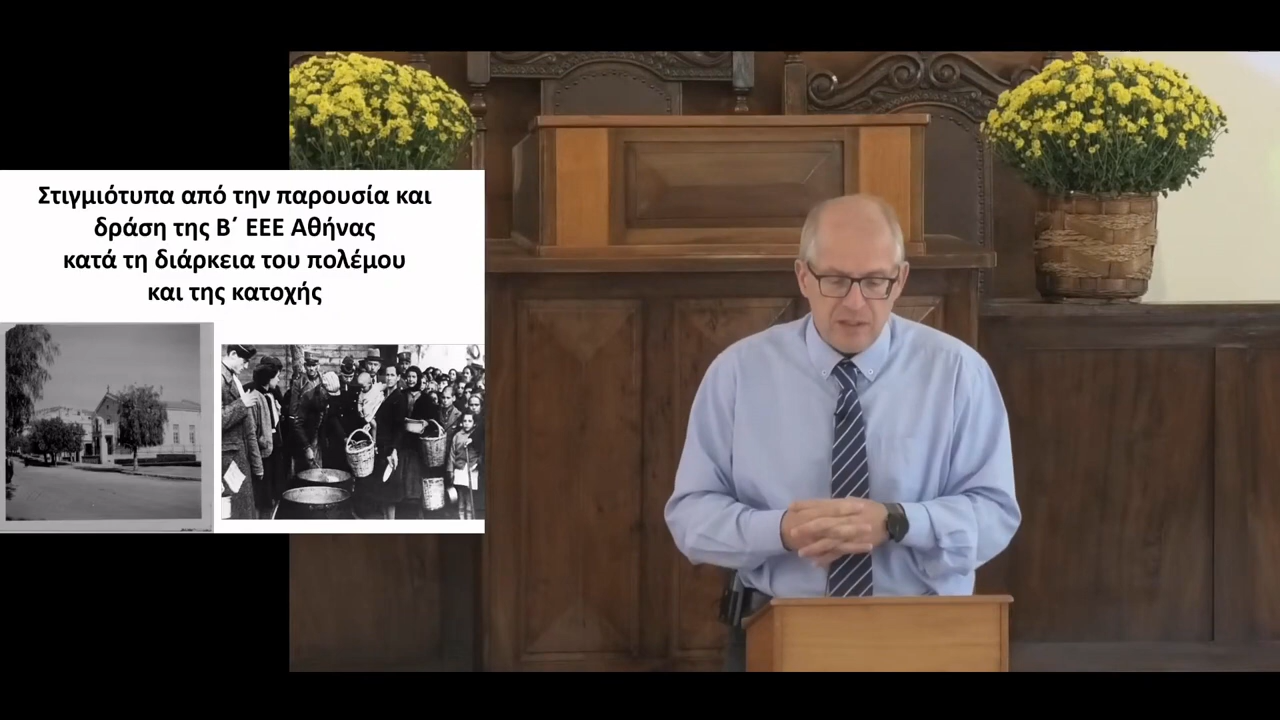 Στιγμιότυπα από την παρουσία και
δράση της Β΄ ΕΕΕ Αθήνας
κατά τη διάρκεια του πολέμου
και της κατοχής